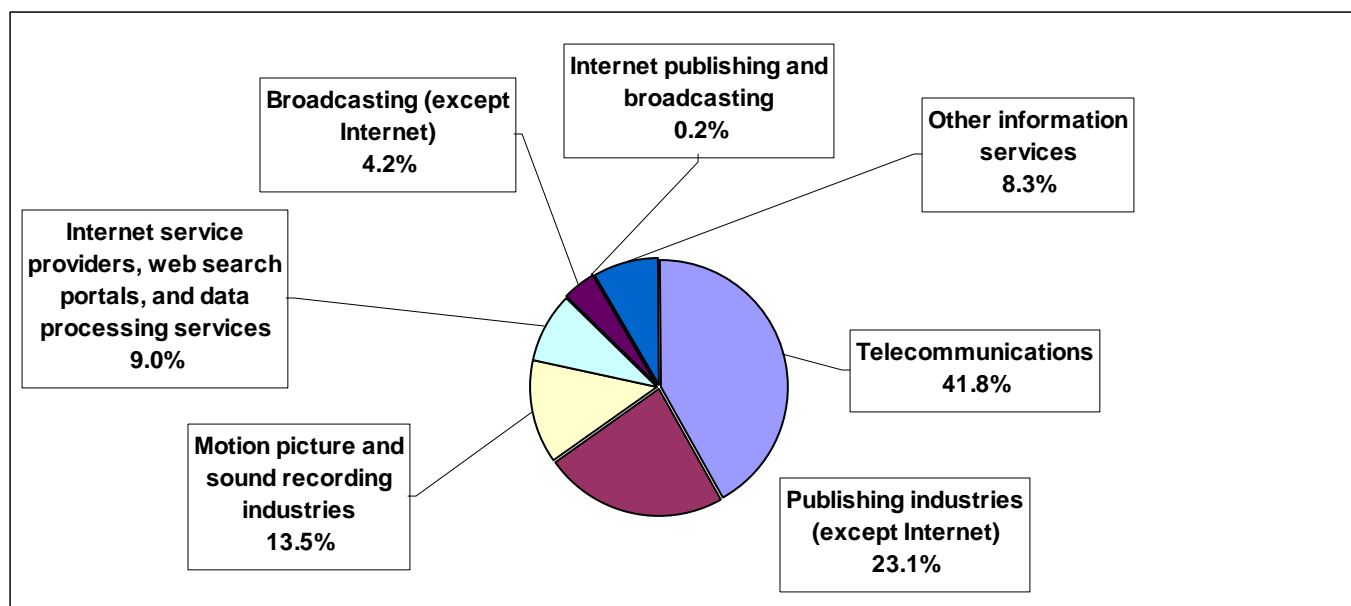 Internet publishing and
broadcasting
0.2%
Broadcasting (except
Internet)
4.2%
Other information
services
8.3%
Internet service
providers, web search
portals, and data
processing services
9.0%
Telecommunications
41.8%
Motion picture and
sound recording
industries
13.5%
Publishing industries
(except Internet)
23.1%